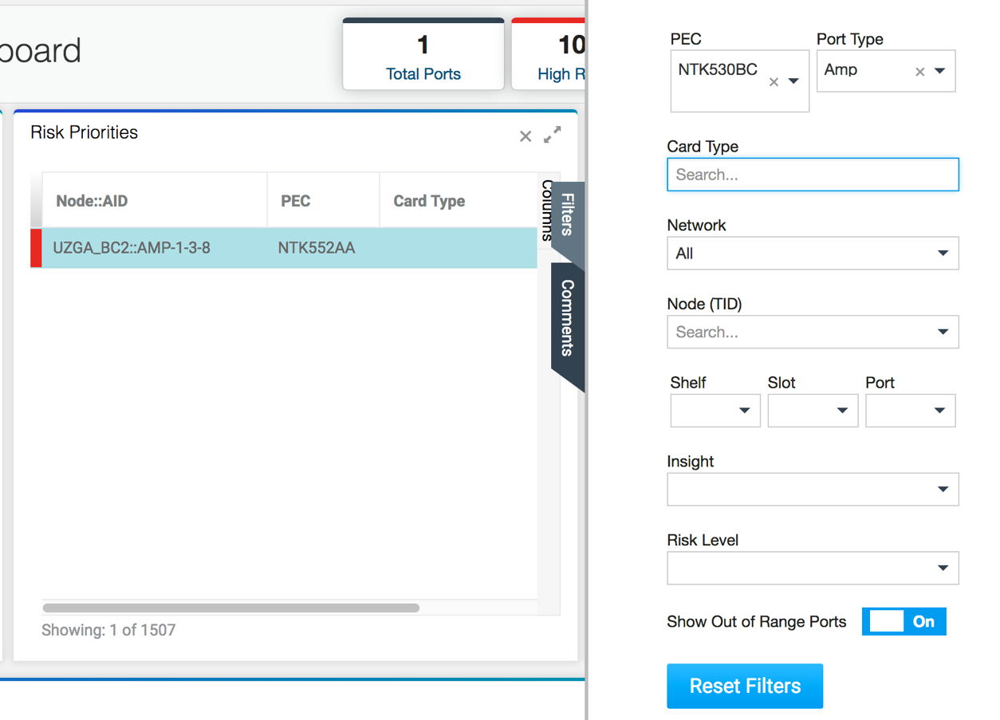 board
1
Total Ports
10
High R
Risk Priorities
Node::AID
PEC
Card Type
UZGA_BC2::AMP-1-3-8
NTK552AA
Columns
Filters
Comments
Showing: 1 of 1507
PEC
Port Type
NTK530BC
Amp
Card Type
Search...
Network
All
Node (TID)
Search...
Shelf
Slot
Port
Insight
Risk Level
Show Out of Range Ports
On
Reset Filters